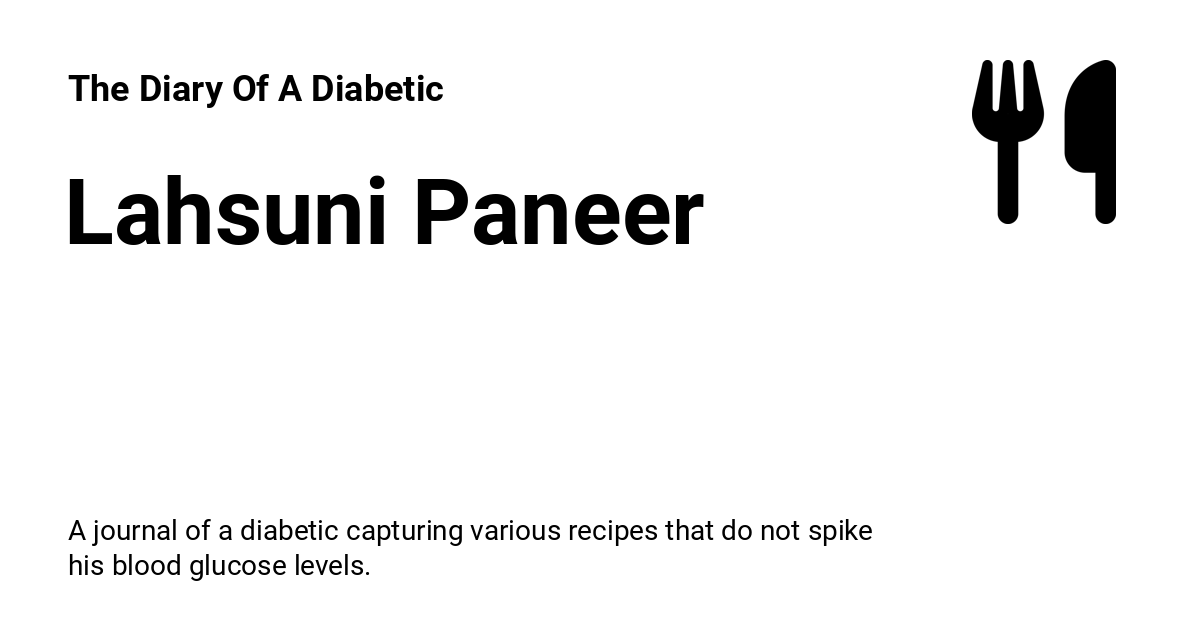 The Diary Of A Diabetic
Lahsuni Paneer
A journal of a diabetic capturing various recipes that do not spike
his blood glucose levels.